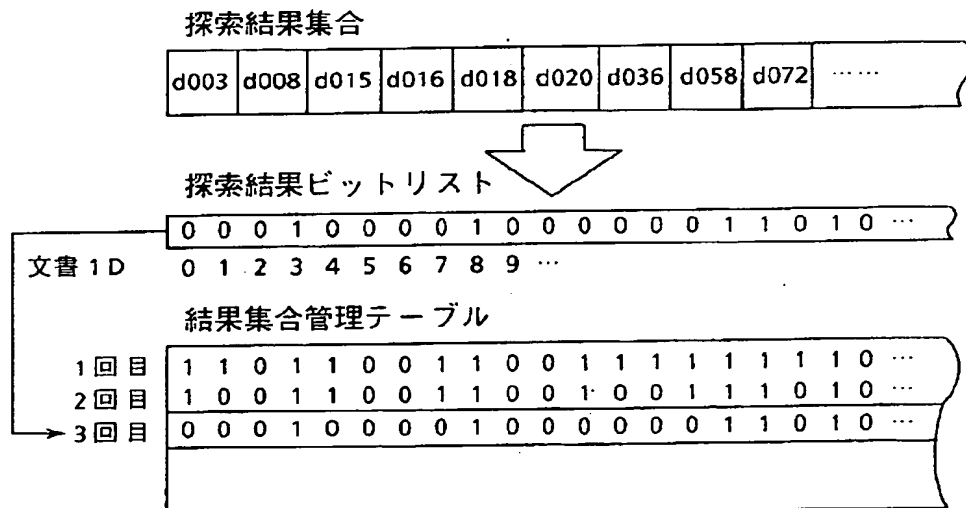 探索結果集合
d003 d008 d015 d016 d018 d020 d036 d058 d072 ……
探索結果ビットリスト
0 0 0 1 0 0 0 0 1 0 0 0 0 0 0 1 1 0 1 0 …
文書1D 0 1 2 3 4 5 6 7 8 9 …
結果集合管理テーブル
1回目 1 1 0 1 1 0 0 1 1 0 0 1 1 1 1 1 1 1 1 0 …
2回目 1 0 0 1 1 0 0 1 1 0 0 1 0 0 1 1 1 0 1 0 …
3回目 0 0 0 1 0 0 0 0 1 0 0 0 0 0 0 1 1 0 1 0 …